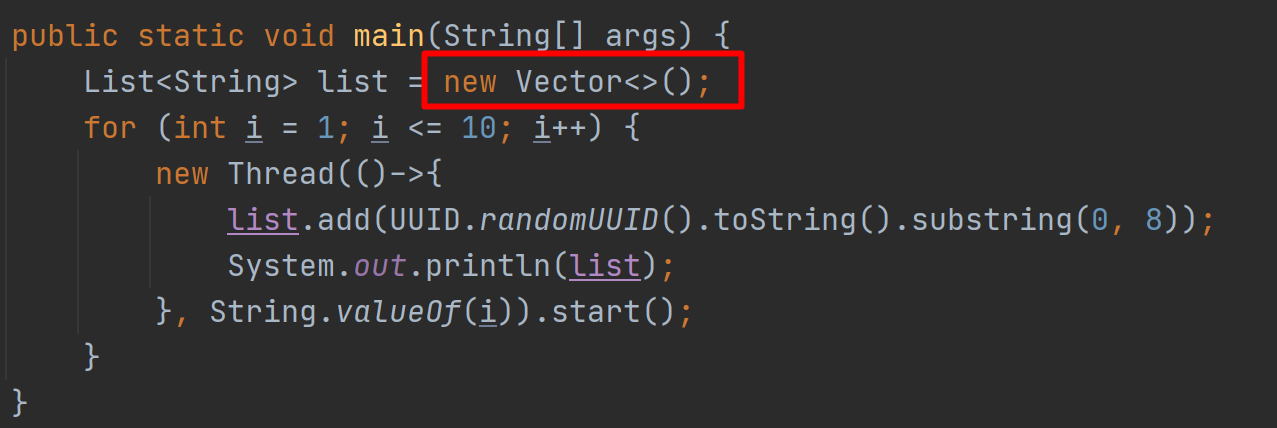 public static void main(String[] args) {
    List<String> list = new Vector<>();
    for (int i = 1; i <= 10; i++) {
        new Thread(()->{
            list.add(UUID.randomUUID().toString().substring(0, 8));
            System.out.println(list);
        }, String.valueOf(i)).start();
    }
}